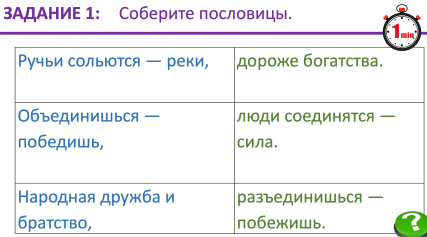 ЗАДАНИЕ 1: Соберите пословицы.
1 min
Ручьи сольются — реки,
дороже богатства.
Объединишься —
победишь,
люди соединятся —
сила.
Народная дружба и
братство,
разъединишься —
побежишь.
?